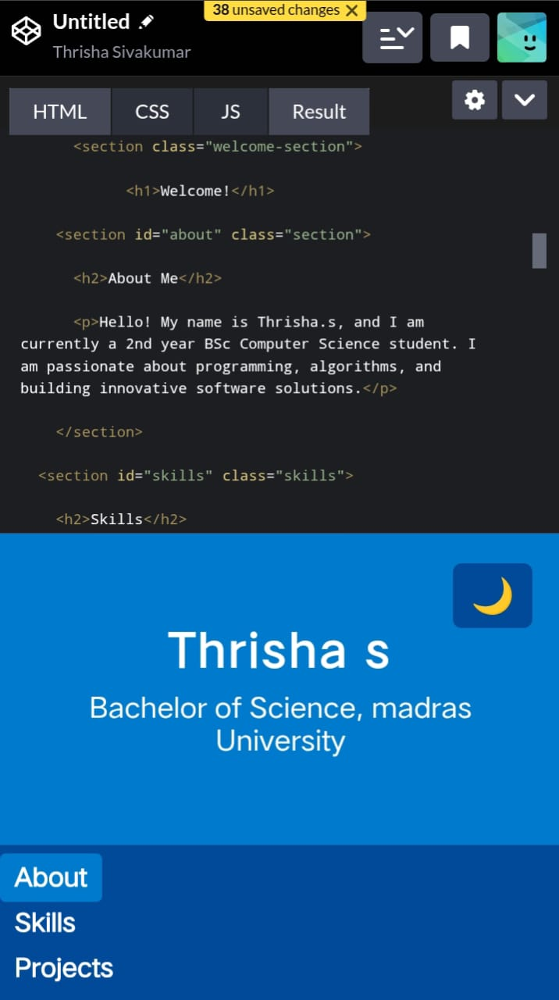 38 unsaved changes
Untitled
Thrisha Sivakumar
HTML CSS JS Result
<section class="welcome-section">
<h1>Welcome!</h1>
<section id="about" class="section">
<h2>About Me</h2>
<p>Hello! My name is Thrisha.s, and I am
currently a 2nd year BSc Computer Science student. I
am passionate about programming, algorithms, and
building innovative software solutions.</p>
</section>
<section id="skills" class="skills">
<h2>Skills</h2>
Thrisha s
Bachelor of Science, madras
University
About
Skills
Projects